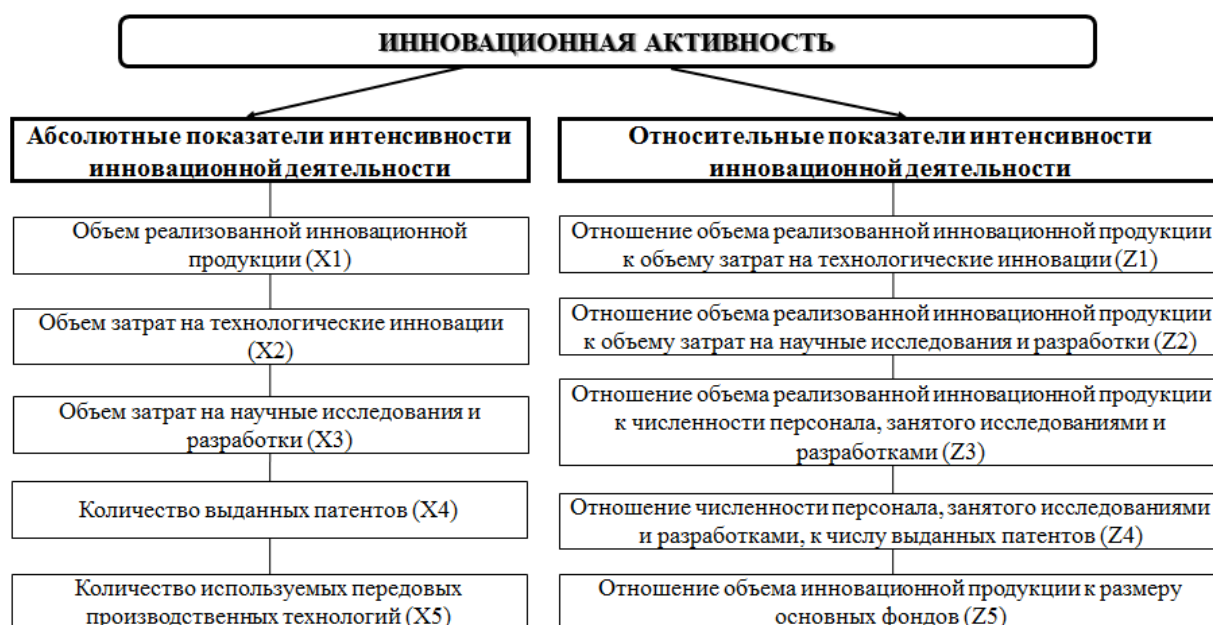 ИННОВАЦИОННАЯ АКТИВНОСТЬ
Абсолютные показатели интенсивности
инновационной деятельности
Объем реализованной инновационной
продукции (X1)
Объем затрат на технологические инновации
(X2)
Объем затрат на научные исследования и
разработки (X3)
Количество выданных патентов (X4)
Количество используемых передовых
производственных технологий (X5)
Относительные показатели интенсивности
инновационной деятельности
Отношение объема реализованной инновационной продукции
к объему затрат на технологические инновации (Z1)
Отношение объема реализованной инновационной продукции
к объему затрат на научные исследования и разработки (Z2)
Отношение объема реализованной инновационной продукции
к численности персонала, занятого исследованиями и
разработками (Z3)
Отношение численности персонала, занятого исследованиями
и разработками, к числу выданных патентов (Z4)
Отношение объема инновационной продукции к размеру
основных фондов (Z5)